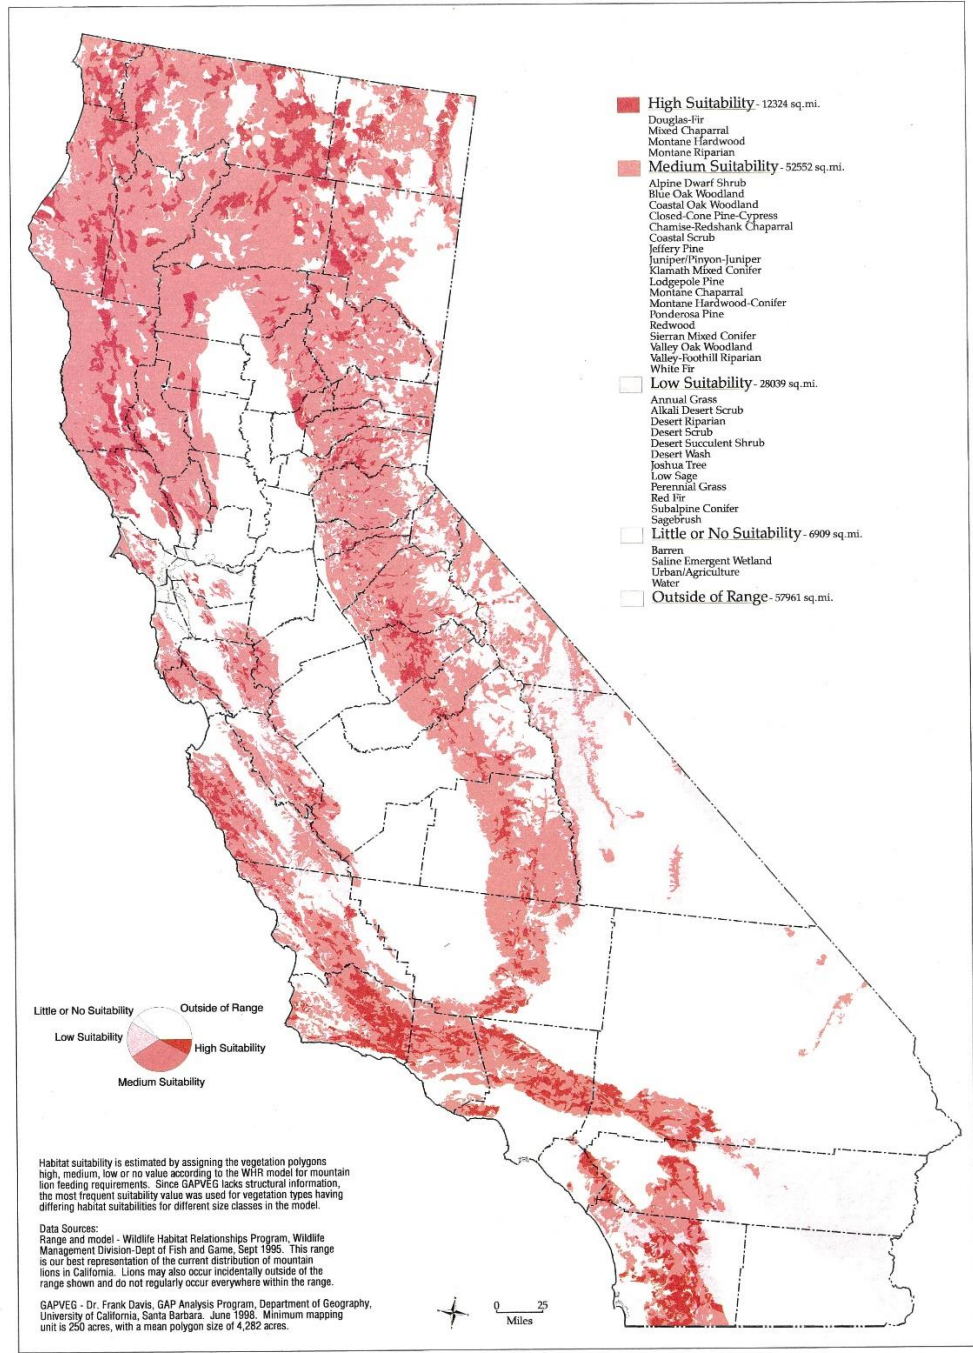 High Suitability - 12324 sq.mi.
Douglas-Fir
Mixed Chaparral
Montane Hardwood
Montane Riparian
Medium Suitability - 52552 sq.mi.
Alpine Dwarf Shrub
Blue Oak Woodland
Coastal Oak Woodland
Closed-Cone Pine-Cypress
Chamise-Redshank Chaparral
Coastal Scrub
Jeffery Pine
Juniper/Pinyon-Juniper
Klamath Mixed Conifer
Lodgepole Pine
Montane Chaparral
Montane Hardwood-Conifer
Ponderosa Pine
Redwood
Sierran Mixed Conifer
Valley Oak Woodland
Valley-Foothill Riparian
White Fir
Low Suitability - 28039 sq.mi.
Annual Grass
Alkali Desert Scrub
Desert Riparian
Desert Scrub
Desert Succulent Shrub
Desert Wash
Joshua Tree
Low Sage
Perennial Grass
Red Fir
Subalpine Conifer
Sagebrush
Little or No Suitability - 6909 sq.mi.
Barren
Saline Emergent Wetland
Urban/Agriculture
Water
Outside of Range - 57961 sq.mi.
Little or No Suitability
Outside of Range
Low Suitability
High Suitability
Medium Suitability
Habitat suitability is estimated by assigning the vegetation polygons
high, medium, low or no value according to the WHR model for mountain
lion feeding requirements. Since GAPVEG lacks structural information,
the most frequent suitability value was used for vegetation types having
differing habitat suitabilities for different size classes in the model.
Data Sources:
Range and model - Wildlife Habitat Relationships Program, Wildlife
Management Division-Dept of Fish and Game, Sept 1995. This range
is our best representation of the current distribution of mountain
lions in California. Lions may also occur incidentally outside of the
range shown and do not regularly occur everywhere within the range.
GAPVEG - Dr. Frank Davis, GAP Analysis Program, Department of Geography,
University of California, Santa Barbara. June 1998. Minimum mapping
unit is 250 acres, with a mean polygon size of 4,282 acres.
0 25
Miles